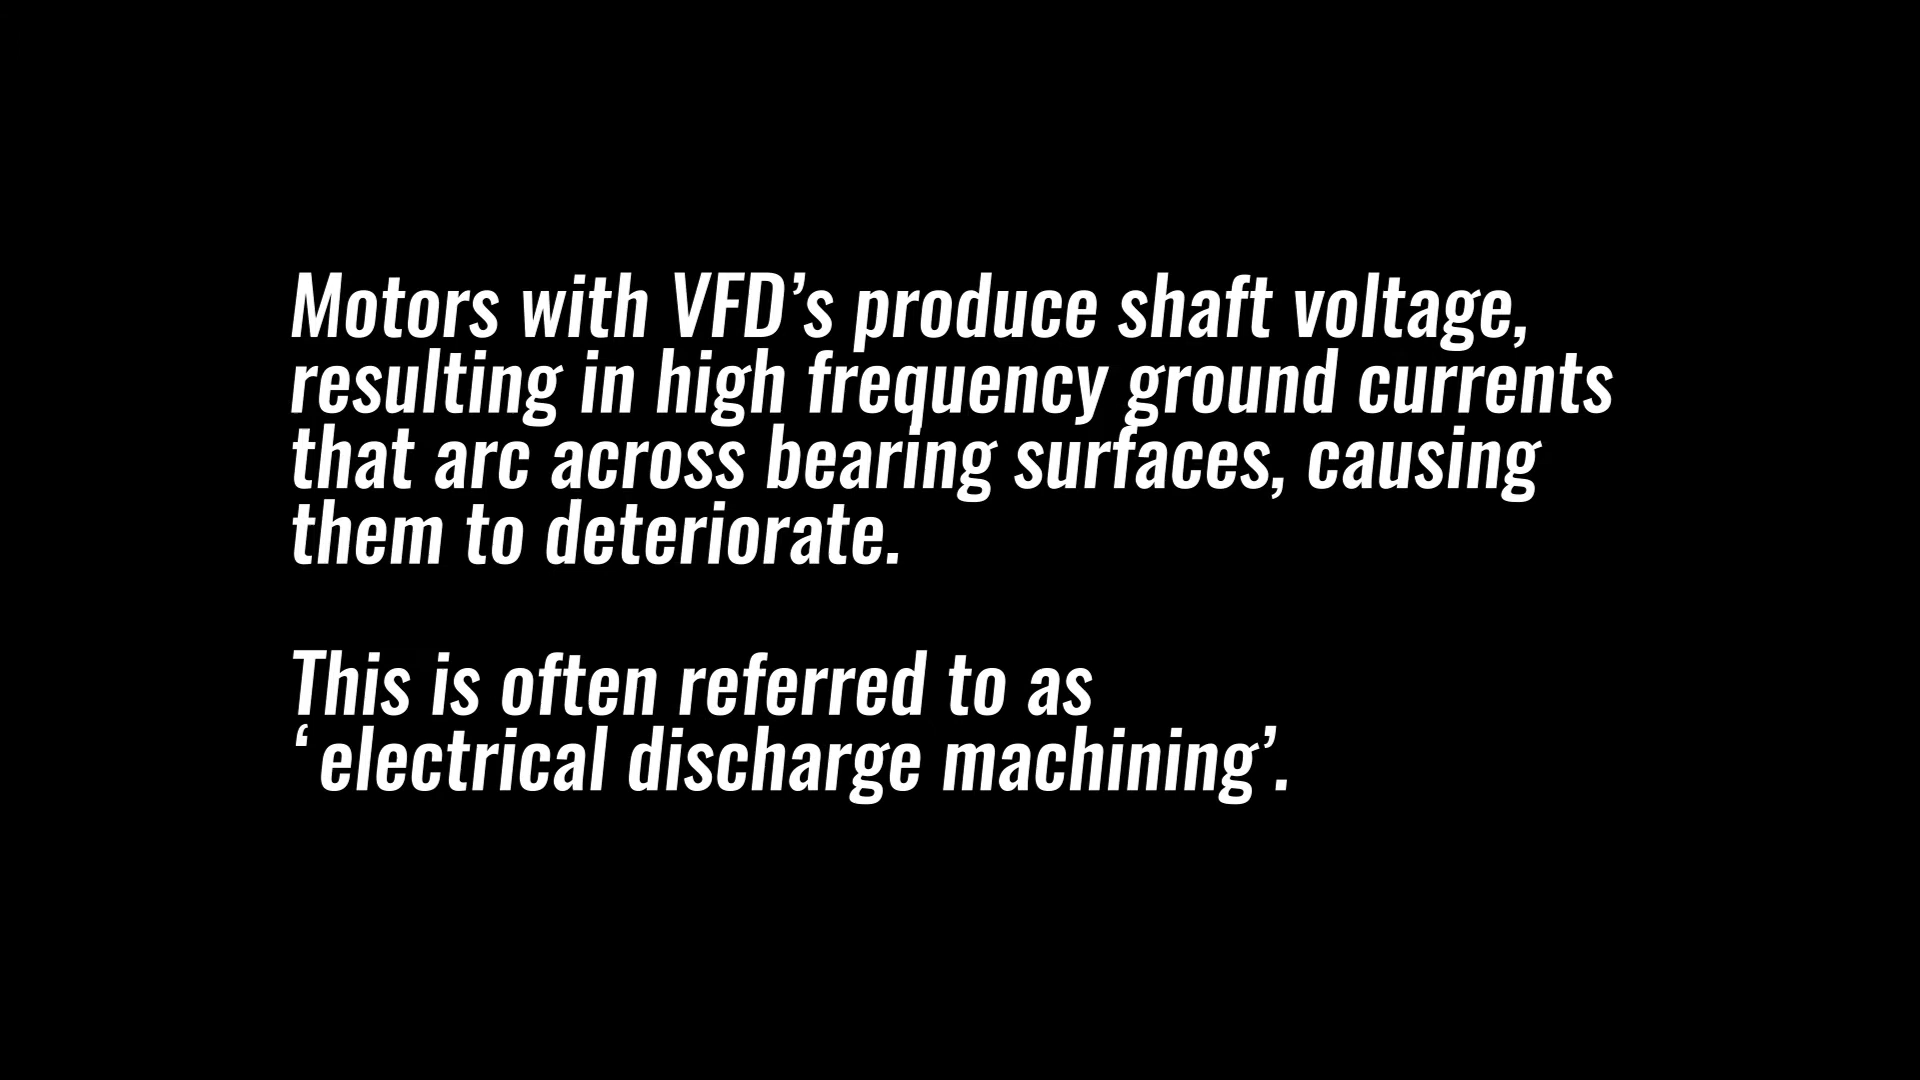 Motors with VFD’s produce shaft voltage,
resulting in high frequency ground currents
that arc across bearing surfaces, causing
them to deteriorate.
This is often referred to as
‘ electrical discharge machining’.